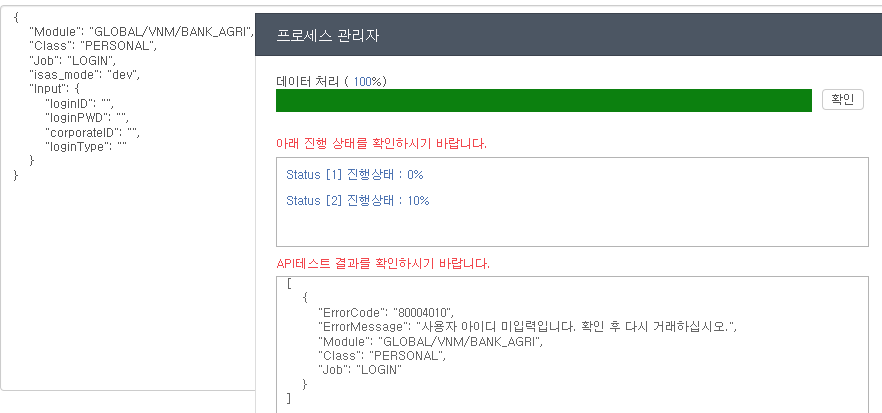 {
"Module": "GLOBAL/VNM/BANK_AGRI",
"Class": "PERSONAL",
"Job": "LOGIN",
"isas_mode": "dev",
"Input": {
"loginID": "",
"loginPWD": "",
"corporateID": "",
"loginType": ""
}
}
프로세스 관리자
데이터 처리 ( 100%)
확인
아래 진행 상태를 확인하시기 바랍니다.
Status [1] 진행상태 : 0%
Status [2] 진행상태 : 10%
API테스트 결과를 확인하시기 바랍니다.
[
{
"ErrorCode": "80004010",
"ErrorMessage": "사용자 아이디 미입력입니다. 확인 후 다시 거래하십시오.",
"Module": "GLOBAL/VNM/BANK_AGRI",
"Class": "PERSONAL",
"Job": "LOGIN"
}
]